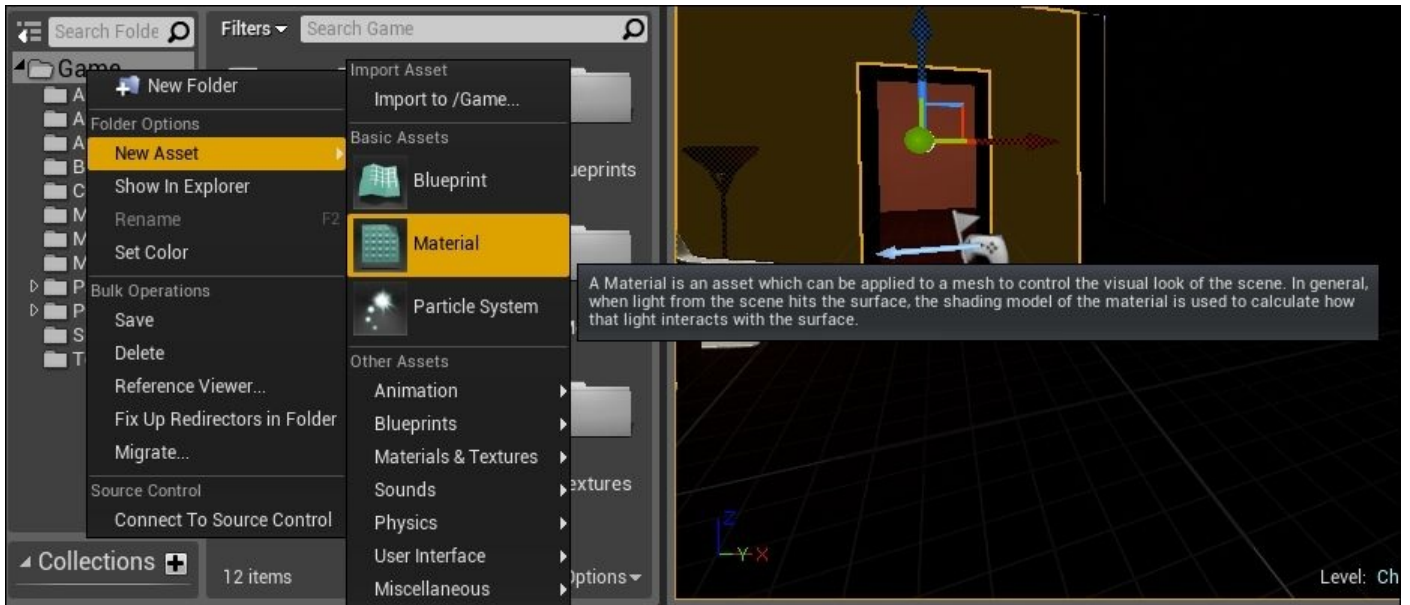 Search Folde
Filters
Search Game
Game
New Folder
A
A
Folder Options
A
New Asset
B
Show In Explorer
C
M
Rename F2
M
Set Color
M
P
Bulk Operations
P
Save
S
Delete
T
Reference Viewer...
Fix Up Redirectors in Folder
Migrate...
Source Control
Connect To Source Control
Collections
12 items
Import Asset
Import to /Game...
Basic Assets
Blueprint
Material
Particle System
Other Assets
Animation
Blueprints
Materials & Textures
Sounds
Physics
User Interface
Miscellaneous
eprints
extures
Options
A Material is an asset which can be applied to a mesh to control the visual look of the scene. In general,
when light from the scene hits the surface, the shading model of the material is used to calculate how
that light interacts with the surface.
Z
Y X
Level: Ch